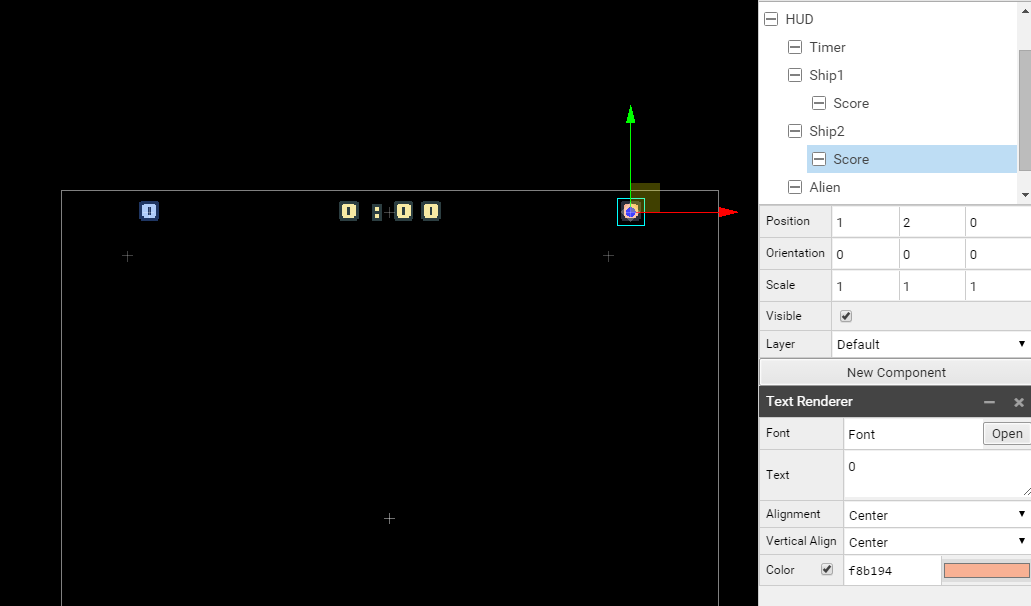 HUD
Timer
Ship1
Score
Ship2
Score
Alien
0 0 : 0 0 0
Position 1 2 0
Orientation 0 0 0
Scale 1 1 1
Visible
Layer Default
New Component
Text Renderer
Font Font Open
Text 0
Alignment Center
Vertical Align Center
Color f8b194